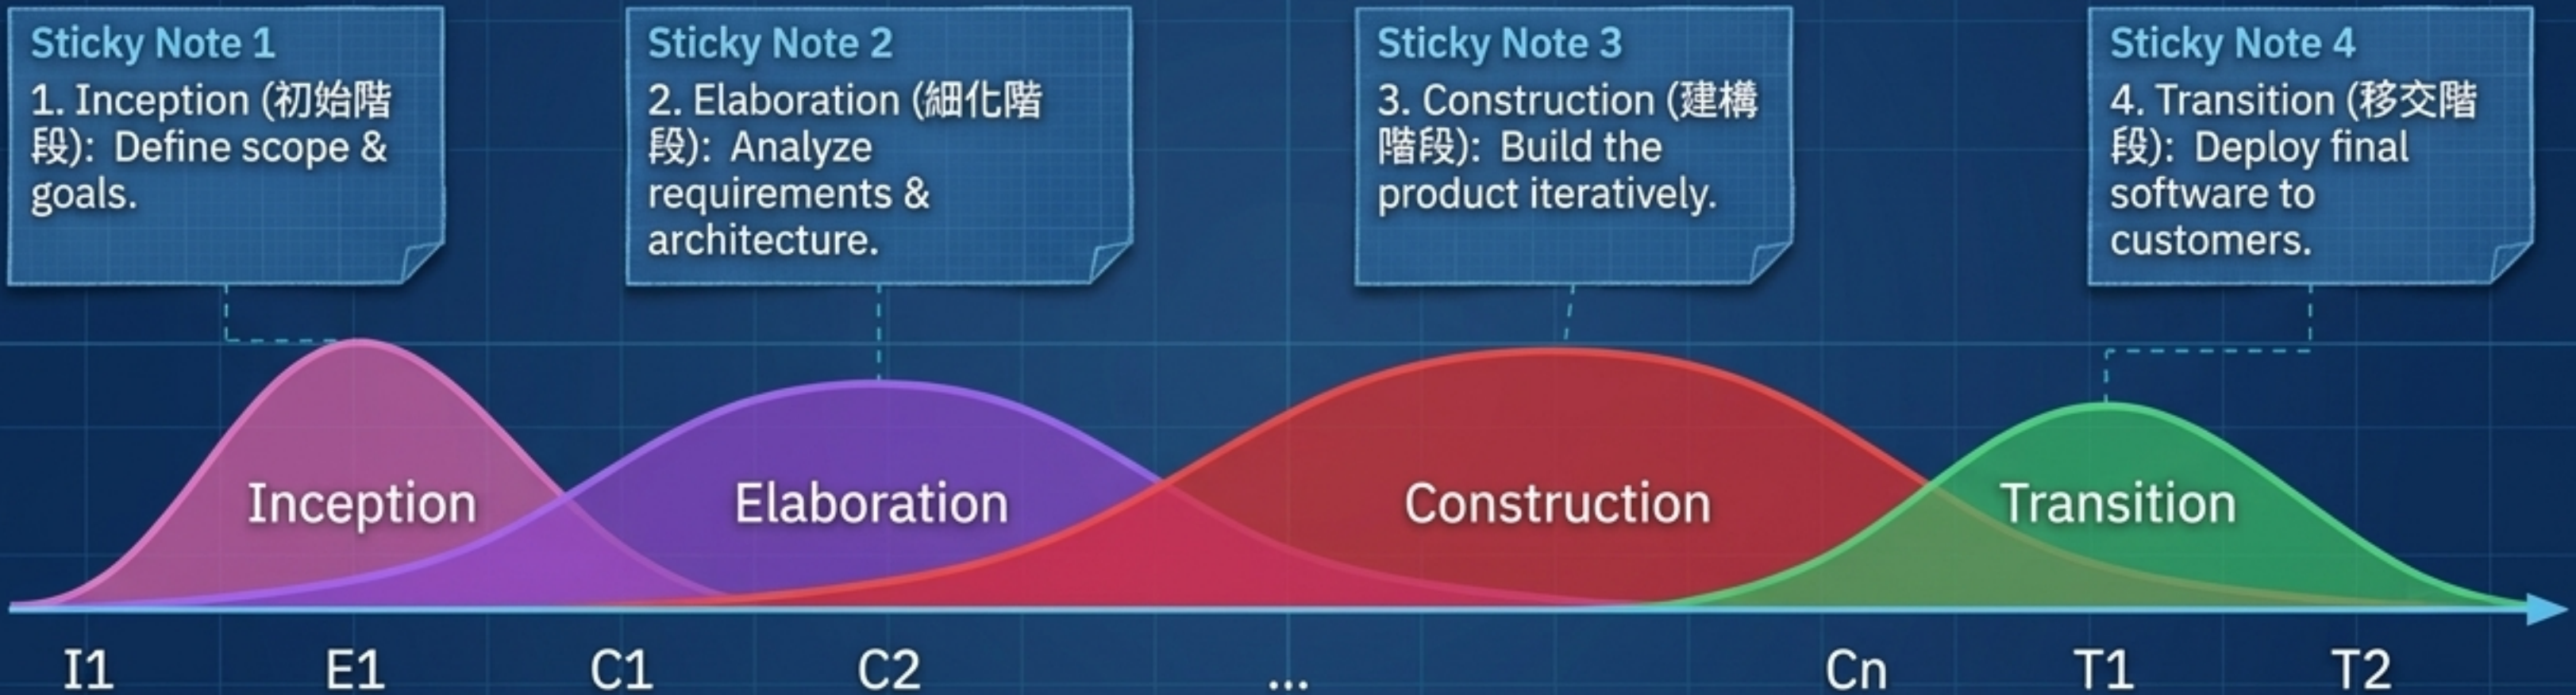 Sticky Note 1
1. Inception (初始階
段): Define scope &
goals.
Sticky Note 2
2. Elaboration (細化階
段): Analyze
requirements &
architecture.
Sticky Note 3
3. Construction (建構
階段): Build the
product iteratively.
Sticky Note 4
4. Transition (移交階
段): Deploy final
software to
customers.
Inception
Elaboration
Construction
Transition
I1 E1 C1 C2 ... Cn T1 T2